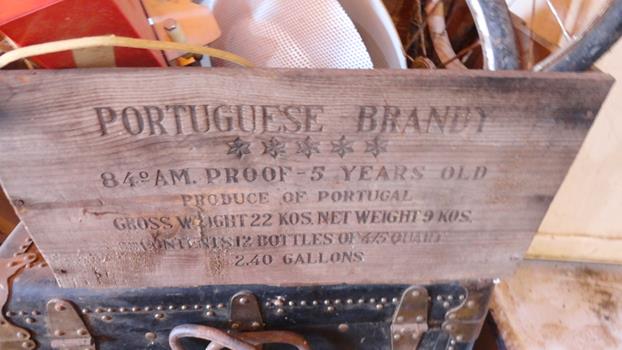 PORTUGUESE BRANDY
84º AM. PROOF - 5 YEARS OLD
PRODUCE OF PORTUGAL
GROSS WEIGHT 22 KOS. NET WEIGHT 9 KOS.
CONTENTS 12 BOTTLES OF 4/5 QUART
2.40 GALLONS